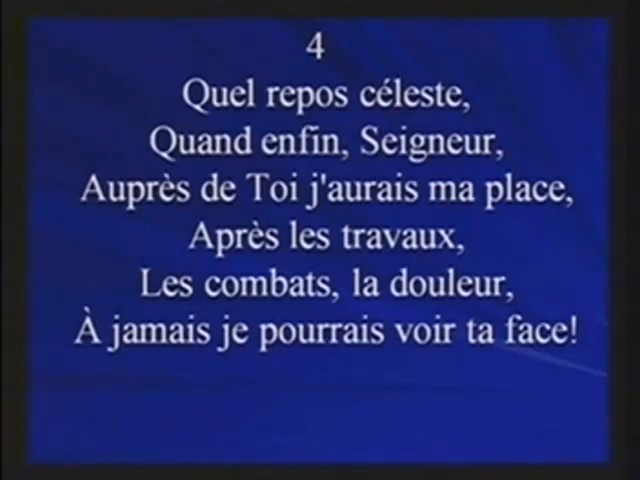 4
Quel repos céleste,
Quand enfin, Seigneur,
Auprès de Toi j'aurais ma place,
Après les travaux,
Les combats, la douleur,
À jamais je pourrais voir ta face!